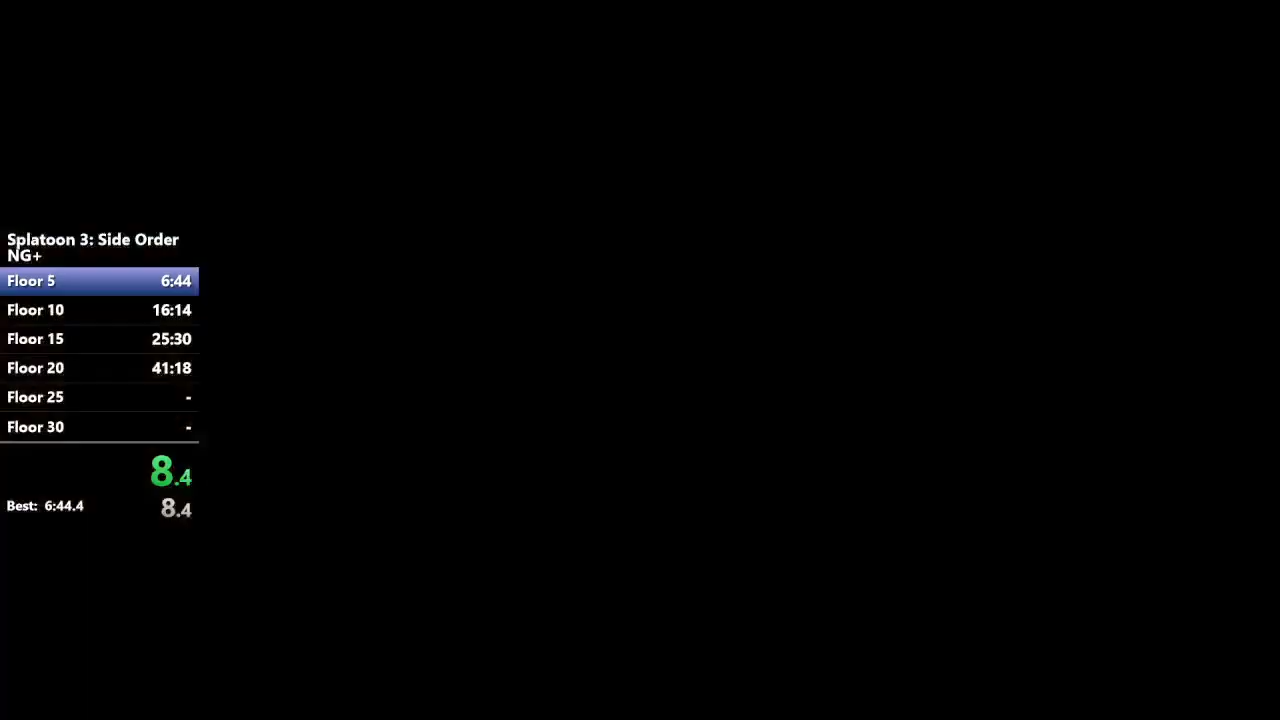 Splatoon 3: Side Order
NG+
Floor 5 6:44
Floor 10 16:14
Floor 15 25:30
Floor 20 41:18
Floor 25 -
Floor 30 -
8.4
Best: 6:44.4 8.4